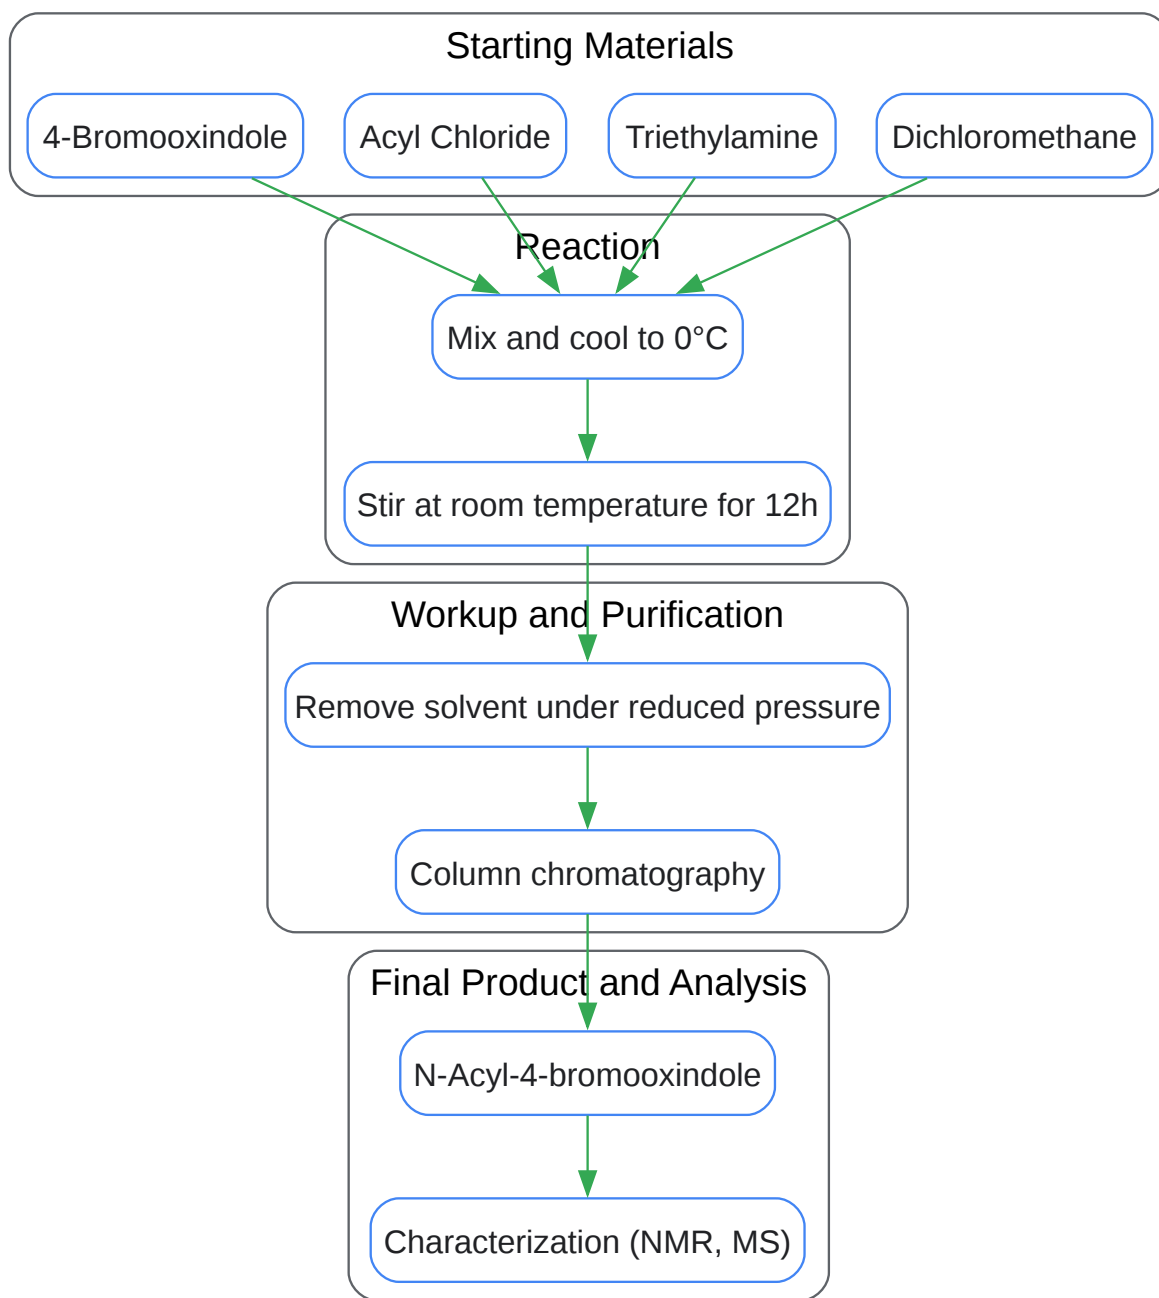 Starting Materials
4-Bromooxindole
Acyl Chloride
Triethylamine
Dichloromethane
Reaction
Mix and cool to 0°C
Stir at room temperature for 12h
Workup and Purification
Remove solvent under reduced pressure
Column chromatography
Final Product and Analysis
N-Acyl-4-bromooxindole
Characterization (NMR, MS)